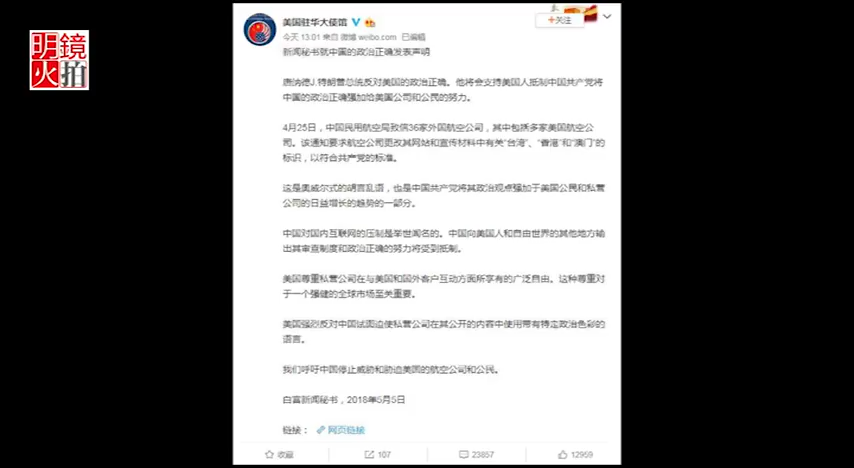 明鏡
火拍
美国驻华大使馆
+关注
今天 13:01 来自 微博 weibo.com 已编辑
新闻秘书就中国的政治正确发表声明
唐纳德J.特朗普总统反对美国的政治正确。他将会支持美国人抵制中国共产党将
中国的政治正确强加给美国公司和公民的努力。
4月25日，中国民用航空局致信36家外国航空公司，其中包括多家美国航空公
司。该通知要求航空公司更改其网站和宣传材料中有关“台湾”、“香港”和“澳门”的
标识，以符合共产党的标准。
这是奥威尔式的胡言乱语，也是中国共产党将其政治观点强加于美国公民和私营
公司的日益增长的趋势的一部分。
中国对国内互联网的压制是举世闻名的。中国向美国人和自由世界的其他地方输
出其审查制度和政治正确的努力将受到抵制。
美国尊重私营公司在与美国和国外客户互动方面所享有的广泛自由。这种尊重对
于一个强健的全球市场至关重要。
美国强烈反对中国试图迫使私营公司在其公开的内容中使用带有特定政治色彩的
语言。
我们呼吁中国停止威胁和胁迫美国的航空公司和公民。
白宫新闻秘书，2018年5月5日
链接： 网页链接
收藏 107 23857 12959